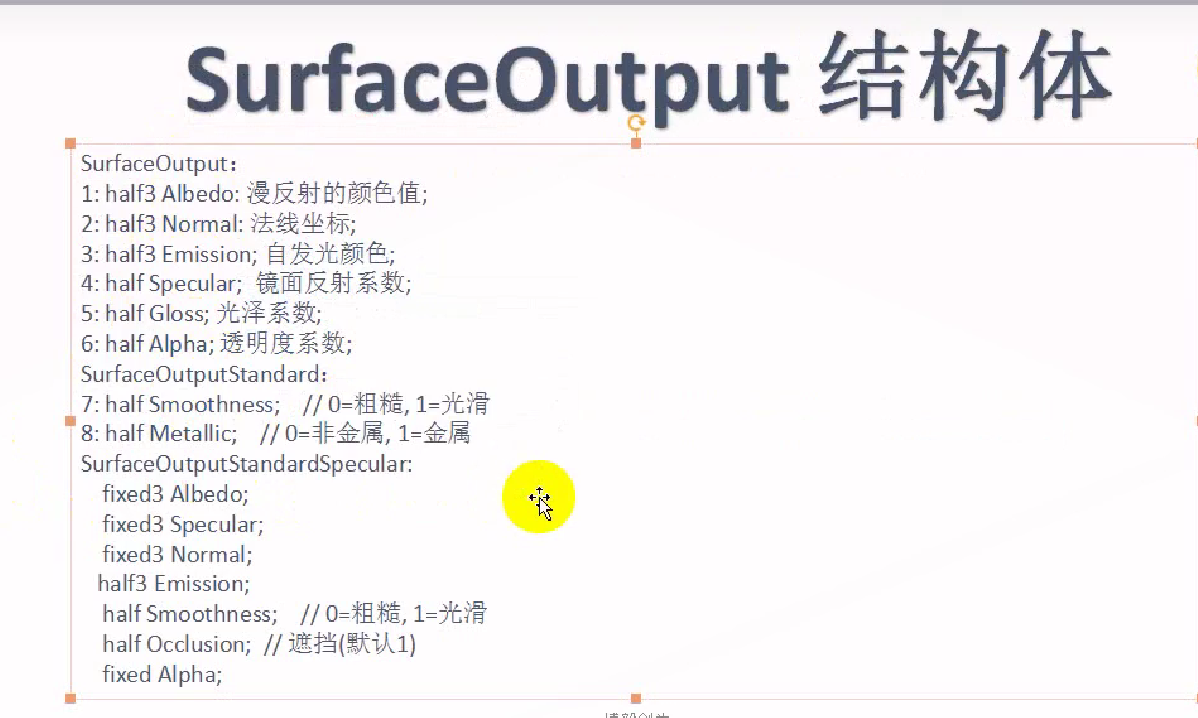 SurfaceOutput 结构体
SurfaceOutput：
1: half3 Albedo: 漫反射的颜色值;
2: half3 Normal: 法线坐标;
3: half3 Emission; 自发光颜色;
4: half Specular;  镜面反射系数;
5: half Gloss; 光泽系数;
6: half Alpha; 透明度系数;
SurfaceOutputStandard：
7: half Smoothness;    // 0=粗糙, 1=光滑
8: half Metallic;    // 0=非金属, 1=金属
SurfaceOutputStandardSpecular:
fixed3 Albedo;
fixed3 Specular;
fixed3 Normal;
half3 Emission;
half Smoothness;    // 0=粗糙, 1=光滑
half Occlusion;  // 遮挡(默认1)
fixed Alpha;